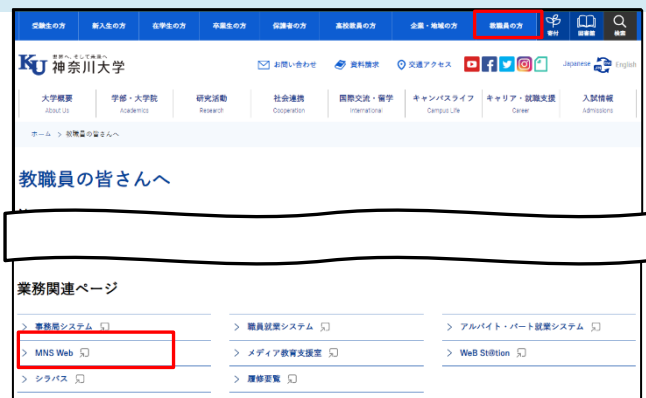 受験生の方 新入生の方 在学生の方 卒業生の方 保護者の方 高校教員の方 企業・地域の方 教職員の方 寄付 図書館 検索
KU 神奈川大学 お問い合わせ 資料請求 交通アクセス Japanese English
大学概要 学部・大学院 研究活動 社会連携 国際交流・留学 キャンパスライフ キャリア・就職支援 入試情報
About Us Academics Research Cooperation International Campus Life Career Admissions
ホーム > 教職員の皆さんへ
教職員の皆さんへ
業務関連ページ
> 事務局システム > 職員就業システム > アルバイト・パート就業システム
> MNS Web > メディア教育支援室 > WeB St@tion
> シラバス > 履修要覧